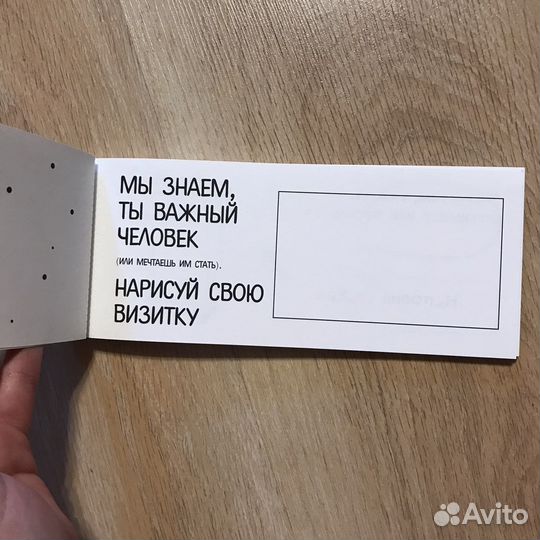 МЫ ЗНАЕМ,
ТЫ ВАЖНЫЙ
ЧЕЛОВЕК
(ИЛИ МЕЧТАЕШЬ ИМ СТАТЬ).
НАРИСУЙ СВОЮ
ВИЗИТКУ
Avito